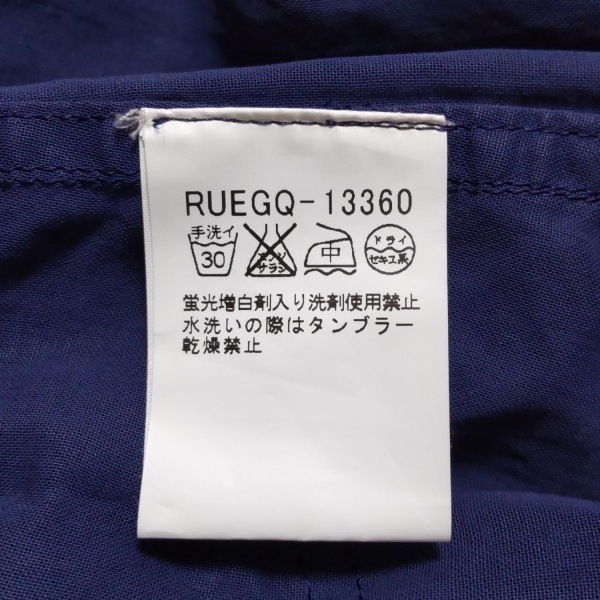 RUEGQ-13360
手洗イ
30
エンソ
サラシ
中
ドライ
セキユ系
蛍光増白剤入り洗剤使用禁止
水洗いの際はタンブラー
乾燥禁止